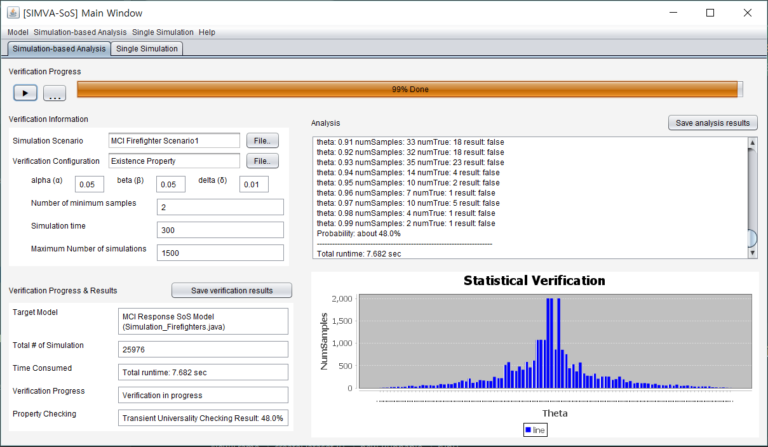 [SIMVA-SoS] Main Window
Model Simulation-based Analysis Single Simulation Help
Simulation-based Analysis Single Simulation
Verification Progress
...
99% Done
Verification Information
Simulation Scenario MCI Firefighter Scenario1 File..
Verification Configuration Existence Property File..
alpha (α) 0.05 beta (β) 0.05 delta (δ) 0.01
Number of minimum samples 2
Simulation time 300
Maximum Number of simulations 1500
Analysis Save analysis results
theta: 0.91 numSamples: 33 numTrue: 18 result: false
theta: 0.92 numSamples: 32 numTrue: 18 result: false
theta: 0.93 numSamples: 35 numTrue: 23 result: false
theta: 0.94 numSamples: 14 numTrue: 4 result: false
theta: 0.95 numSamples: 10 numTrue: 2 result: false
theta: 0.96 numSamples: 7 numTrue: 1 result: false
theta: 0.97 numSamples: 10 numTrue: 5 result: false
theta: 0.98 numSamples: 4 numTrue: 1 result: false
theta: 0.99 numSamples: 2 numTrue: 1 result: false
Probability: about 48.0%
Total runtime: 7.682 sec
Verification Progress & Results Save verification results
Target Model MCI Response SoS Model
(Simulation_Firefighters.java)
Total # of Simulation 25976
Time Consumed Total runtime: 7.682 sec
Verification Progress Verification in progress
Property Checking Transient Universality Checking Result: 48.0%
Statistical Verification
NumSamples
2,000
1,500
1,000
500
0
Theta
line